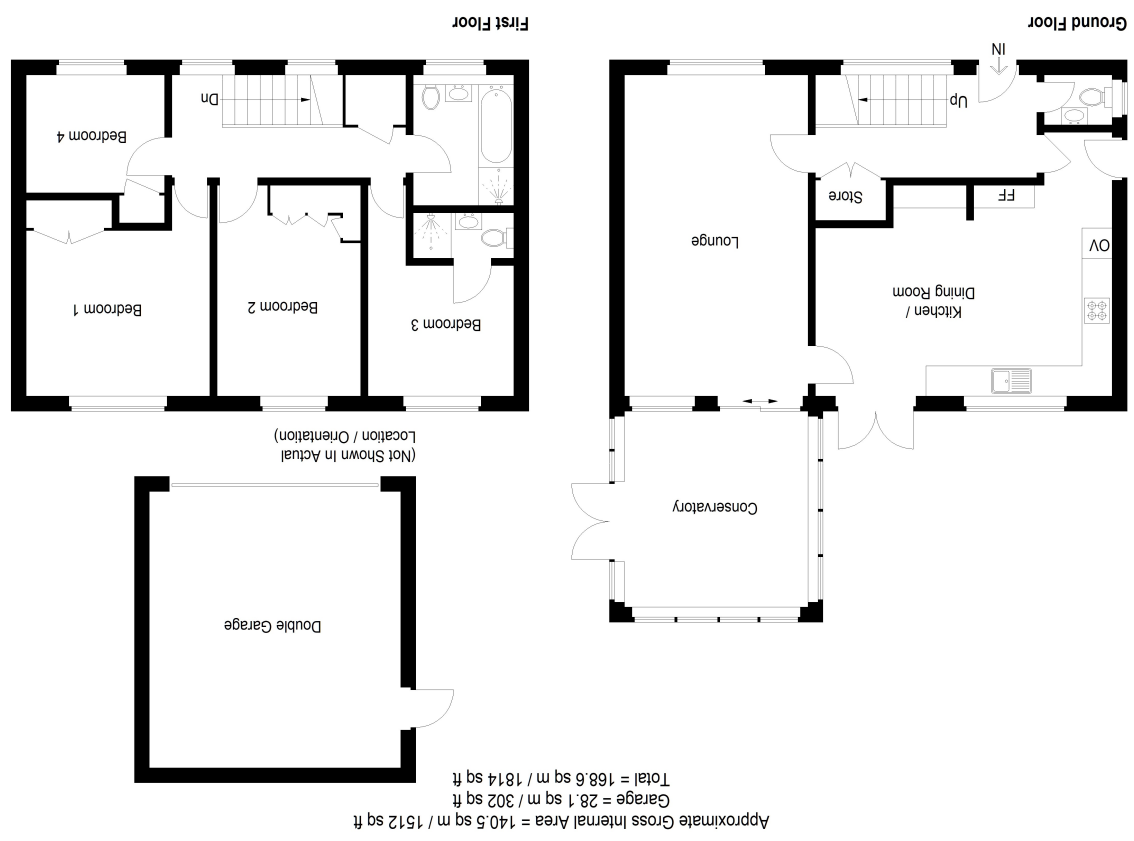 Approximate Gross Internal Area = 140.5 sq m / 1512 sq ft
Garage = 28.1 sq m / 302 sq ft
Total = 168.6 sq m / 1814 sq ft
Double Garage
Conservatory
(Not Shown In Actual
Location / Orientation)
Kitchen /
Dining Room
OV
FF
Lounge
Store
Up
IN
Ground Floor
Bedroom 3
Bedroom 2
Bedroom 1
Bedroom 4
Dn
First Floor